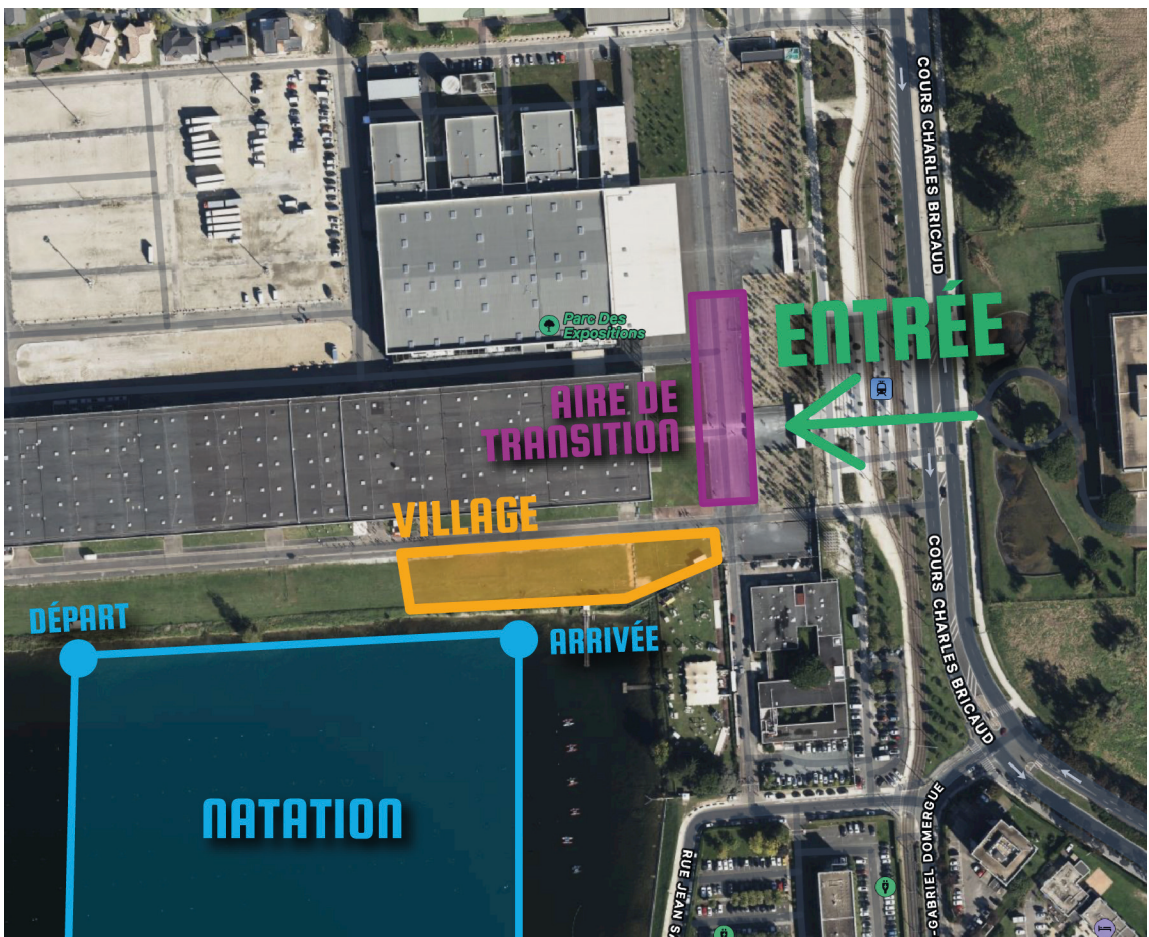 COURS CHARLES BRICAUD
ENTRÉE
Parc Des
Expositions
AIRE DE
TRANSITION
VILLAGE
COURS CHARLES BRICAUD
DÉPART
ARRIVÉE
NATATION
-GABRIEL DOMERGUE
RUE JEAN